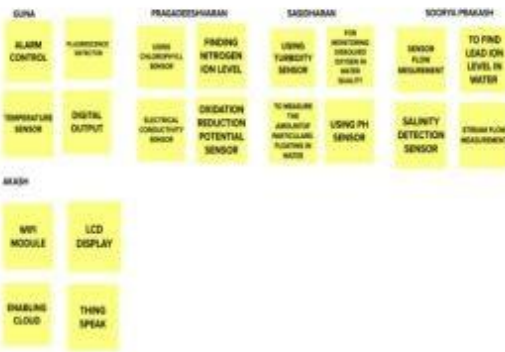 GUNA
PRAGADEESHWARAN
SASIDHARAN
SOORYA PRAKASH
ALARM
CONTROL
FLUORESCENCE
DETECTOR
TEMPERATURE
SENSOR
DIGITAL
OUTPUT
USING
CHLOROPHYLL
SENSOR
FINDING
NITROGEN
ION LEVEL
ELECTRICAL
CONDUCTIVITY
SENSOR
OXIDATION
REDUCTION
POTENTIAL
SENSOR
USING
TURBIDITY
SENSOR
FOR
MONITORING
DISSOLVED
OXYGEN IN
WATER
QUALITY
TO MEASURE
THE
AMOUNT OF
PARTICULARS
FLOATING IN
WATER
USING PH
SENSOR
SENSOR
FLOW
MEASUREMENT
TO FIND
LEAD ION
LEVEL IN
WATER
SALINITY
DETECTION
SENSOR
STREAM FLOW
MEASUREMENT
AKASH
WIFI
MODULE
LCD
DISPLAY
ENABLING
CLOUD
THING
SPEAK